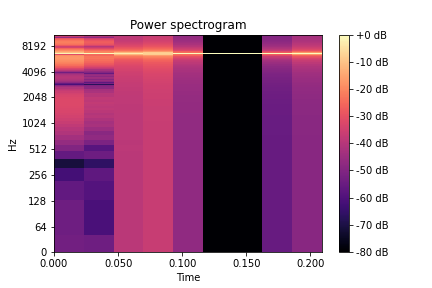 Power spectrogram
8192
4096
2048
1024
512
256
128
64
0
Hz
0.000 0.050 0.100 0.150 0.200
Time
+0 dB
-10 dB
-20 dB
-30 dB
-40 dB
-50 dB
-60 dB
-70 dB
-80 dB